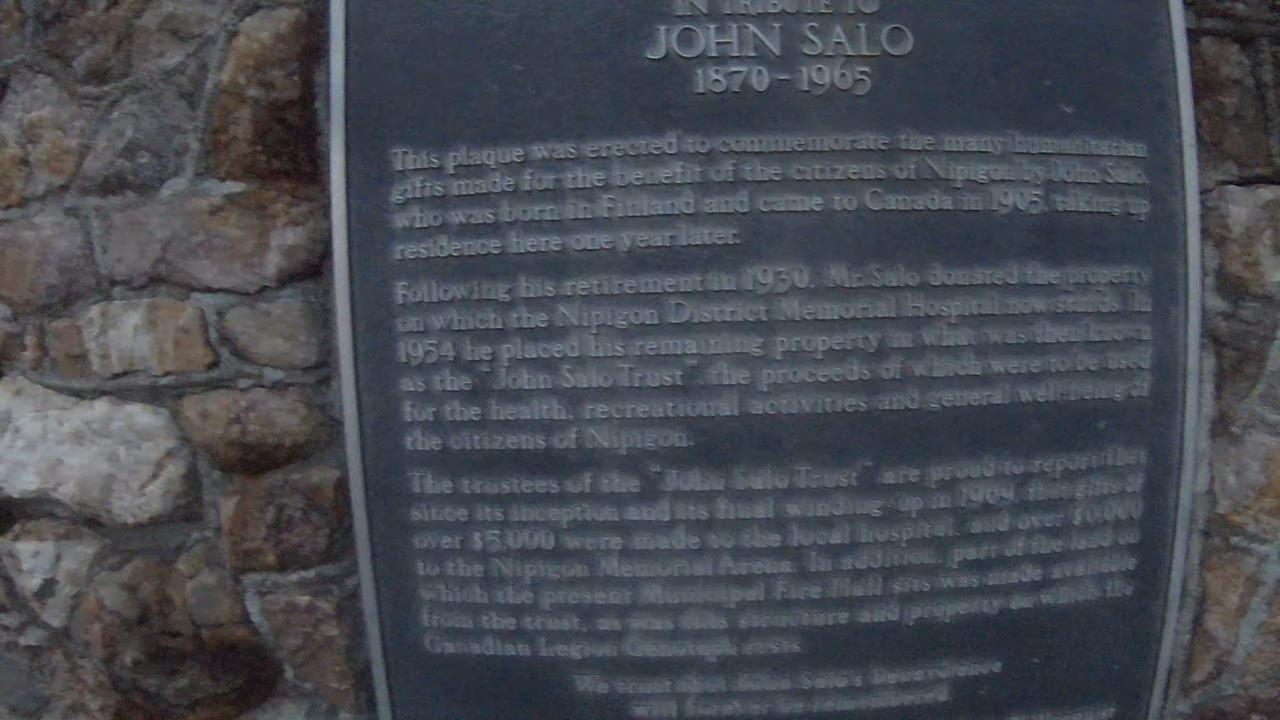 IN TRIBUTE TO
JOHN SALO
1870 - 1965
This plaque was erected to commemorate the many humanitarian
gifts made for the benefit of the citizens of Nipigon by John Salo,
who was born in Finland and came to Canada in 1905, taking up
residence here one year later.
Following his retirement in 1930, Mr. Salo donated the property
on which the Nipigon District Memorial Hospital now stands. In
1954 he placed his remaining property in what was then known
as the "John Salo Trust", the proceeds of which were to be used
for the health, recreational activities and general well-being of
the citizens of Nipigon.
The trustees of the "John Salo Trust" are proud to report that
since its inception and its final winding-up in 1969, that gifts of
over $5,000 were made to the local hospital, and over
to the Nipigon Memorial Arena. In addition, part of the land on
which the present Municipal Fire Hall sits was made available
from the trust, as was this structure and property on which the
Canadian Legion Cenotaph rests.
We trust that John Salo's